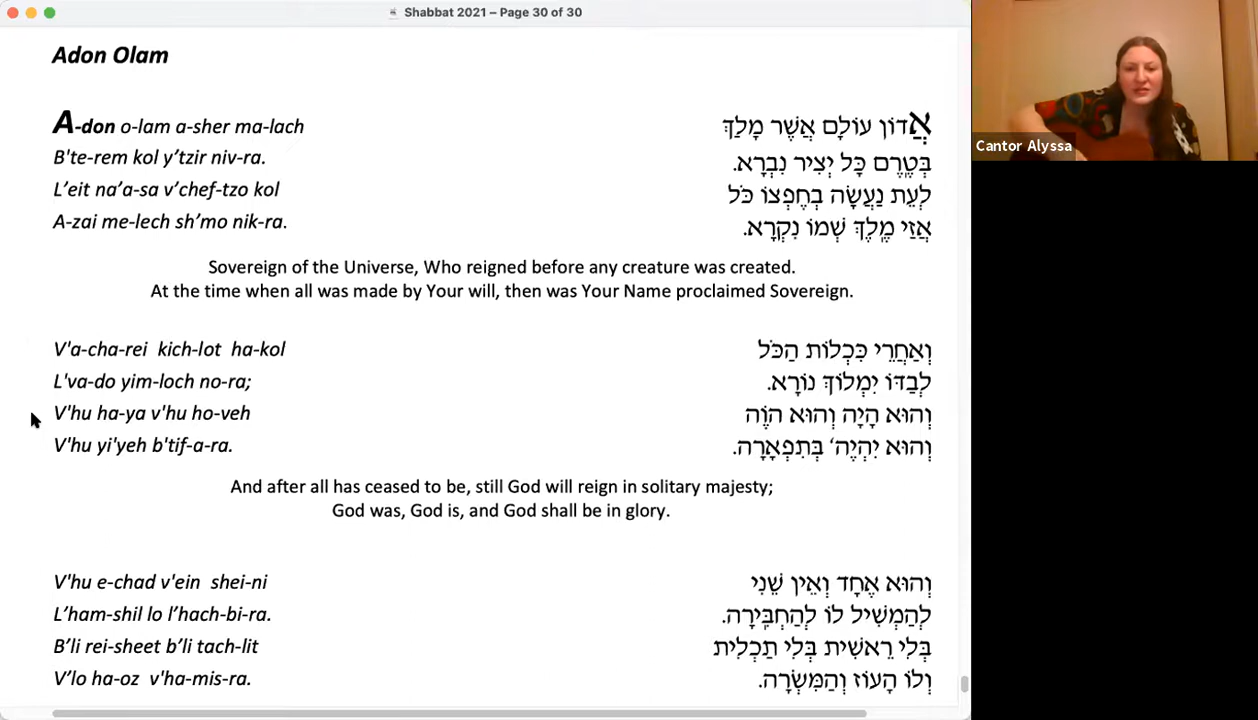 Shabbat 2021 – Page 30 of 30
Adon Olam
A-don o-lam a-sher ma-lach
אֲדוֹן עוֹלָם אֲשֶׁר מָלַךְ
B'te-rem kol y’tzir niv-ra.
בְּטֶרֶם כָּל יְצִיר נִבְרָא.
L’eit na’a-sa v’chef-tzo kol
לְעֵת נַעֲשָׂה בְחֶפְצוֹ כֹּל
A-zai me-lech sh’mo nik-ra.
אֲזַי מֶלֶךְ שְׁמוֹ נִקְרָא.
Sovereign of the Universe, Who reigned before any creature was created.
At the time when all was made by Your will, then was Your Name proclaimed Sovereign.
V'a-cha-rei kich-lot ha-kol
וְאַחֲרֵי כִּכְלוֹת הַכֹּל
L'va-do yim-loch no-ra;
לְבַדּוֹ יִמְלוֹךְ נוֹרָא.
V'hu ha-ya v'hu ho-veh
וְהוּא הָיָה וְהוּא הוֶֹה
V'hu yi'yeh b'tif-a-ra.
וְהוּא יִהְיֶה’ בְּתִפְאָרָה.
And after all has ceased to be, still God will reign in solitary majesty;
God was, God is, and God shall be in glory.
V'hu e-chad v'ein shei-ni
וְהוּא אֶחָד וְאֵין שֵׁנִי
L’ham-shil lo l’hach-bi-ra.
לְהַמְשִׁיל לוֹ לְהַחְבִּירָה.
B’li rei-sheet b’li tach-lit
בְּלִי רֵאשִׁית בְּלִי תַכְלִית
V’lo ha-oz v'ha-mis-ra.
וְלוֹ הָעוֹז וְהַמִּשְׂרָה.
Cantor Alyssa